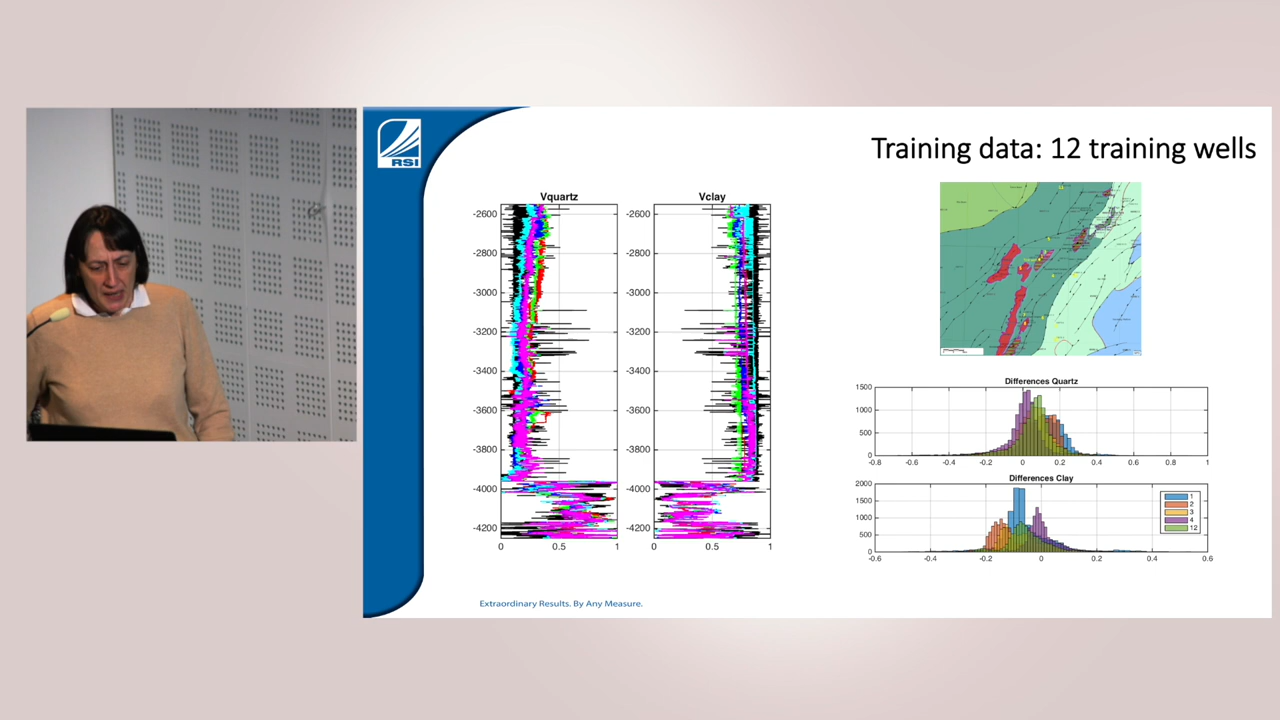 RSI
Training data: 12 training wells
Vquartz
Vclay
-2600
-2800
-3000
-3200
-3400
-3600
-3800
-4000
-4200
0 0.5 1
-2600
-2800
-3000
-3200
-3400
-3600
-3800
-4000
-4200
0 0.5 1
Differences Quartz
1500
1000
500
0
-0.8 -0.6 -0.4 -0.2 0 0.2 0.4 0.6 0.8 1
Differences Clay
2000
1500
1000
500
0
1
2
3
4
12
-0.6 -0.4 -0.2 0 0.2 0.4 0.6
Extraordinary Results. By Any Measure.